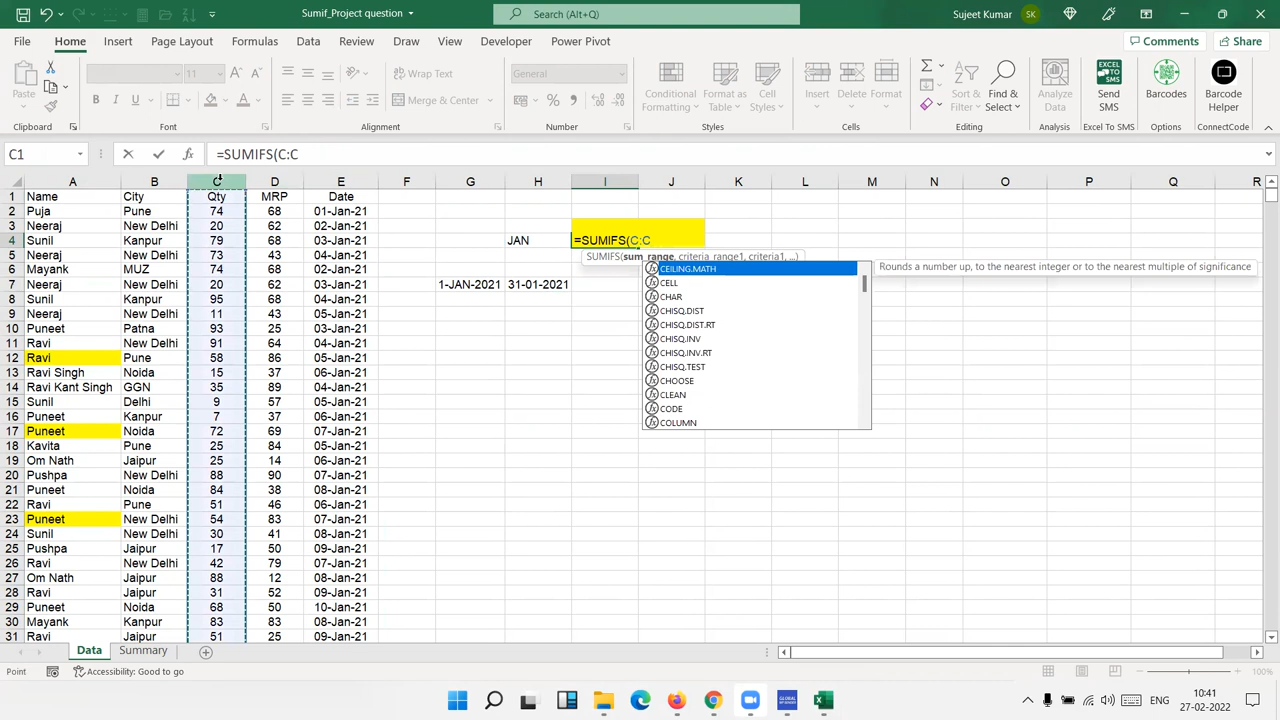 Sumif_Project question
Search (Alt+Q)
Sujeet Kumar
SK
File Home Insert Page Layout Formulas Data Review View Developer Power Pivot
Comments Share
Paste
11
Wrap Text
Merge & Center
General
Conditional Formatting
Format as Table
Cell Styles
Insert
Delete
Format
Sort & Filter
Find & Select
Analyze Data
Send SMS
Barcodes
Barcode Helper
Clipboard Font Alignment Number Styles Cells Editing Analysis Excel To SMS Options ConnectCode
C1 =SUMIFS(C:C
A B C D E F G H I J K L M N O P Q R
1 Name City Qty MRP Date
2 Puja Pune 74 68 01-Jan-21
3 Neeraj New Delhi 20 62 02-Jan-21
4 Sunil Kanpur 79 68 03-Jan-21 JAN =SUMIFS(C:C
5 Neeraj New Delhi 73 43 04-Jan-21
SUMIFS(sum_range, criteria_range1, criteria1, ...)
6 Mayank MUZ 74 68 02-Jan-21
7 Neeraj New Delhi 20 62 03-Jan-21 1-JAN-2021 31-01-2021
8 Sunil Kanpur 95 68 04-Jan-21
9 Neeraj New Delhi 11 43 05-Jan-21
10 Puneet Patna 93 25 03-Jan-21
11 Ravi New Delhi 91 64 04-Jan-21
12 Ravi Pune 58 86 05-Jan-21
13 Ravi Singh Noida 15 37 06-Jan-21
14 Ravi Kant Singh GGN 35 89 04-Jan-21
15 Sunil Delhi 9 57 05-Jan-21
16 Puneet Kanpur 7 37 06-Jan-21
17 Puneet Noida 72 69 07-Jan-21
18 Kavita Pune 25 84 05-Jan-21
19 Om Nath Jaipur 25 14 06-Jan-21
20 Pushpa New Delhi 88 90 07-Jan-21
21 Puneet Noida 84 38 08-Jan-21
22 Ravi Pune 51 46 06-Jan-21
23 Puneet New Delhi 54 83 07-Jan-21
24 Sunil New Delhi 30 41 08-Jan-21
25 Pushpa Jaipur 17 50 09-Jan-21
26 Ravi New Delhi 42 79 07-Jan-21
27 Om Nath Jaipur 88 12 08-Jan-21
28 Ravi Jaipur 31 52 09-Jan-21
29 Puneet Noida 68 50 10-Jan-21
30 Mayank Kanpur 83 83 08-Jan-21
31 Ravi Jaipur 51 25 09-Jan-21
CEILING.MATH
CELL
CHAR
CHISQ.DIST
CHISQ.DIST.RT
CHISQ.INV
CHISQ.INV.RT
CHISQ.TEST
CHOOSE
CLEAN
CODE
COLUMN
Rounds a number up, to the nearest integer or to the nearest multiple of significance
Data Summary
Point Accessibility: Good to go 100%
ENG 10:41
27-02-2022